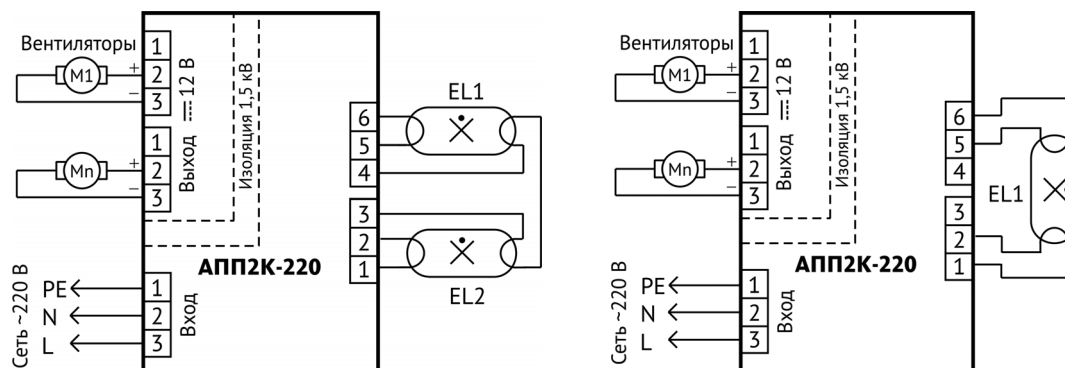 Вентиляторы
M1
+
−
1
2
3
12 В
Mn
+
−
1
2
3
Выход
Изоляция 1,5 кВ
6
5
4
3
2
1
EL1
EL2
АПП2К-220
Сеть ~220 В
PE
N
L
1
2
3
Вход
Вентиляторы
M1
+
−
1
2
3
12 В
Mn
+
−
1
2
3
Выход
Изоляция 1,5 кВ
6
5
4
3
2
1
EL1
АПП2К-220
Сеть ~220 В
PE
N
L
1
2
3
Вход